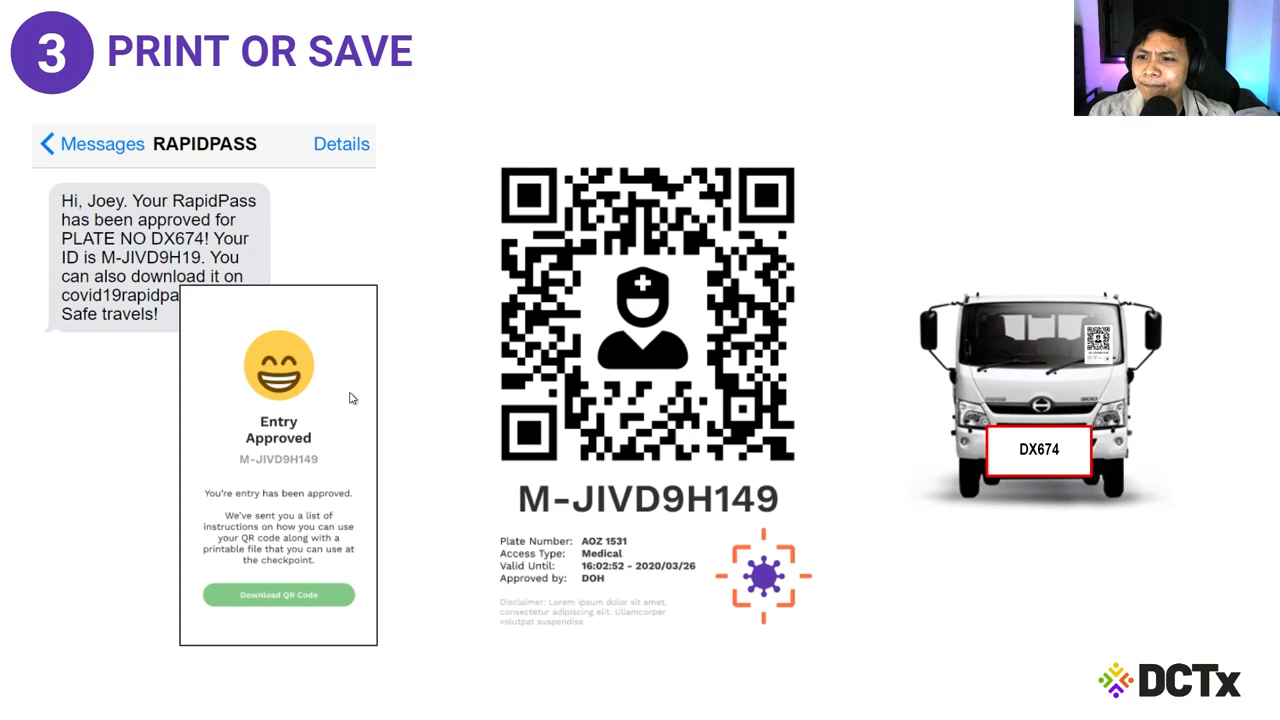 3 PRINT OR SAVE
Messages RAPIDPASS Details
Hi, Joey. Your RapidPass
has been approved for
PLATE NO DX674! Your
ID is M-JIVD9H19. You
can also download it on
covid19rapidpa
Safe travels!
Entry
Approved
M-JIVD9H149
You're entry has been approved.
We've sent you a list of
instructions on how you can use
your QR code along with a
printable file that you can use at
the checkpoint.
Download QR Code
M-JIVD9H149
Plate Number: AOZ 1531
Access Type: Medical
Valid Until: 16:02:52 - 2020/03/26
Approved by: DOH
Disclaimer: Lorem ipsum dolor sit amet,
consectetur adipiscing elit. Ullamcorper
volutpat suspendiss
DX674
DCTx